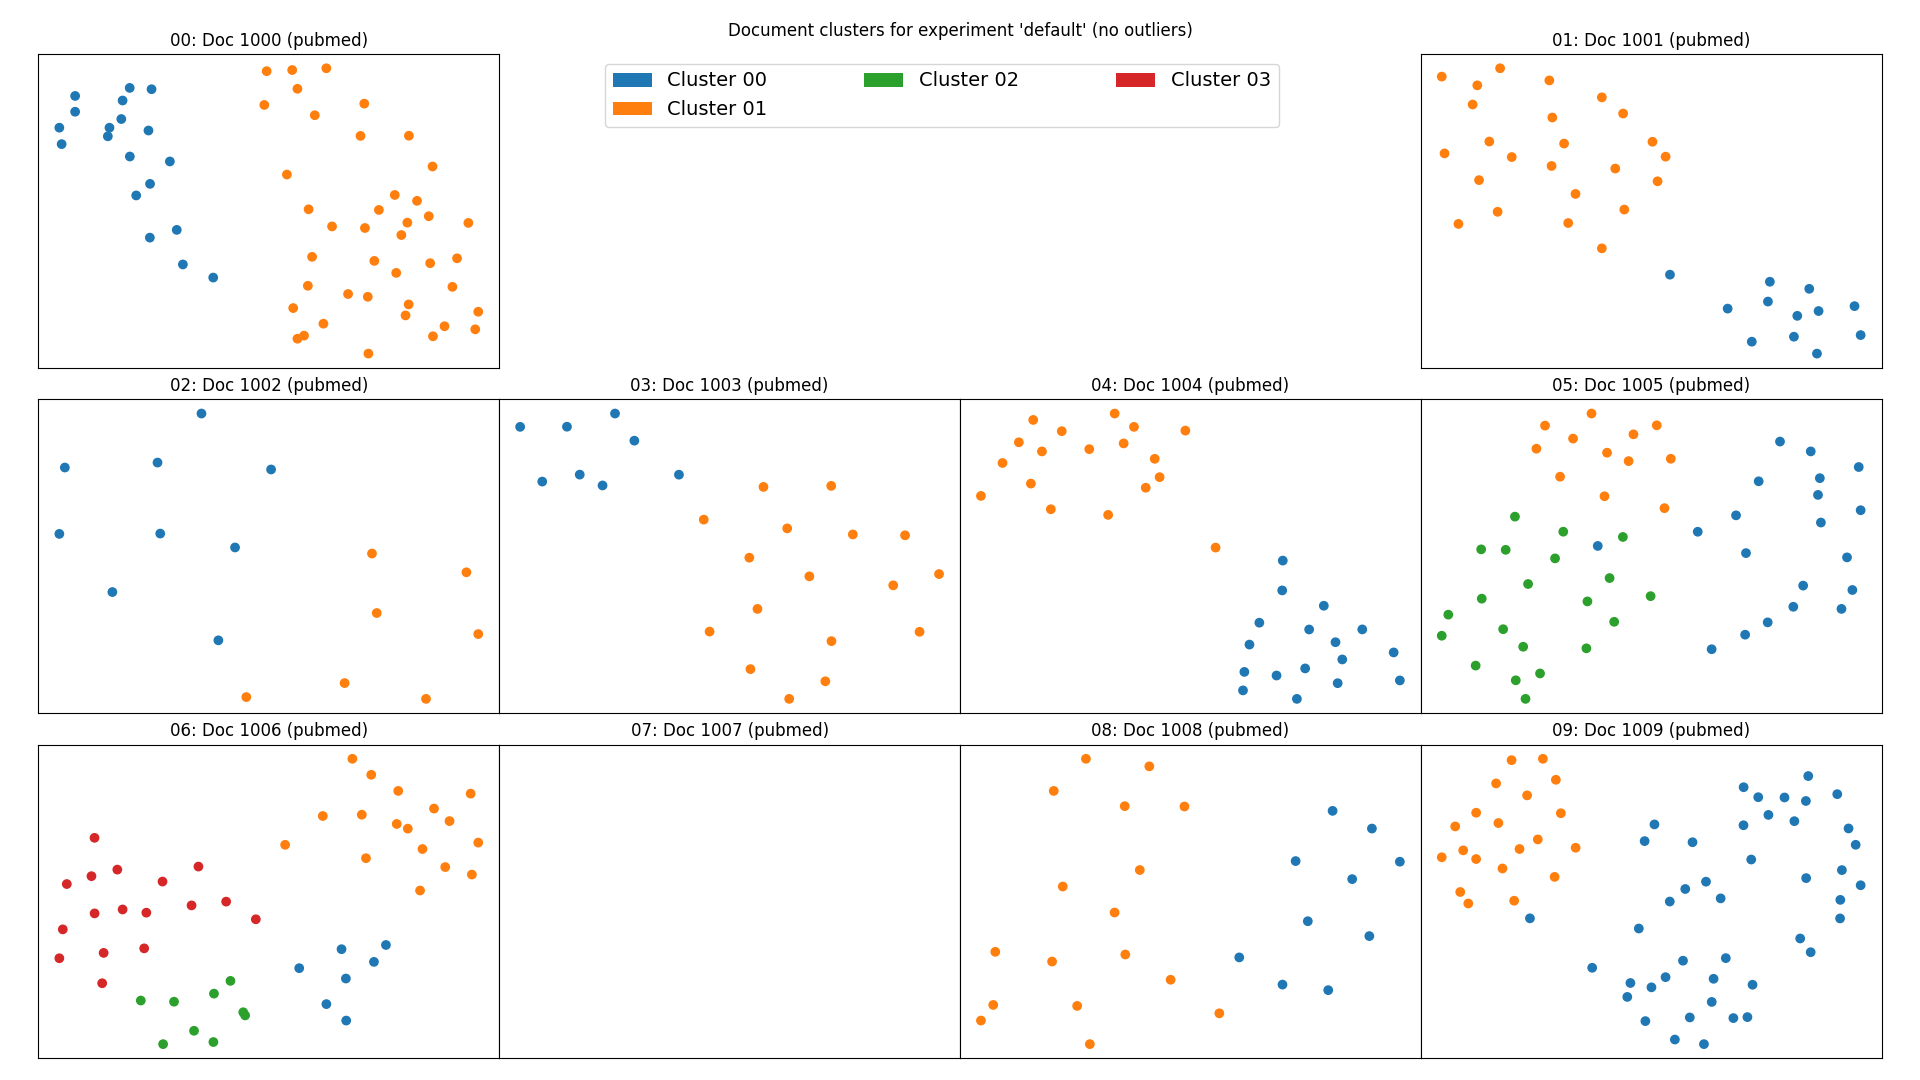 Document clusters for experiment 'default' (no outliers)
00: Doc 1000 (pubmed)
01: Doc 1001 (pubmed)
Cluster 00
Cluster 02
Cluster 03
Cluster 01
02: Doc 1002 (pubmed)
03: Doc 1003 (pubmed)
04: Doc 1004 (pubmed)
05: Doc 1005 (pubmed)
06: Doc 1006 (pubmed)
07: Doc 1007 (pubmed)
08: Doc 1008 (pubmed)
09: Doc 1009 (pubmed)